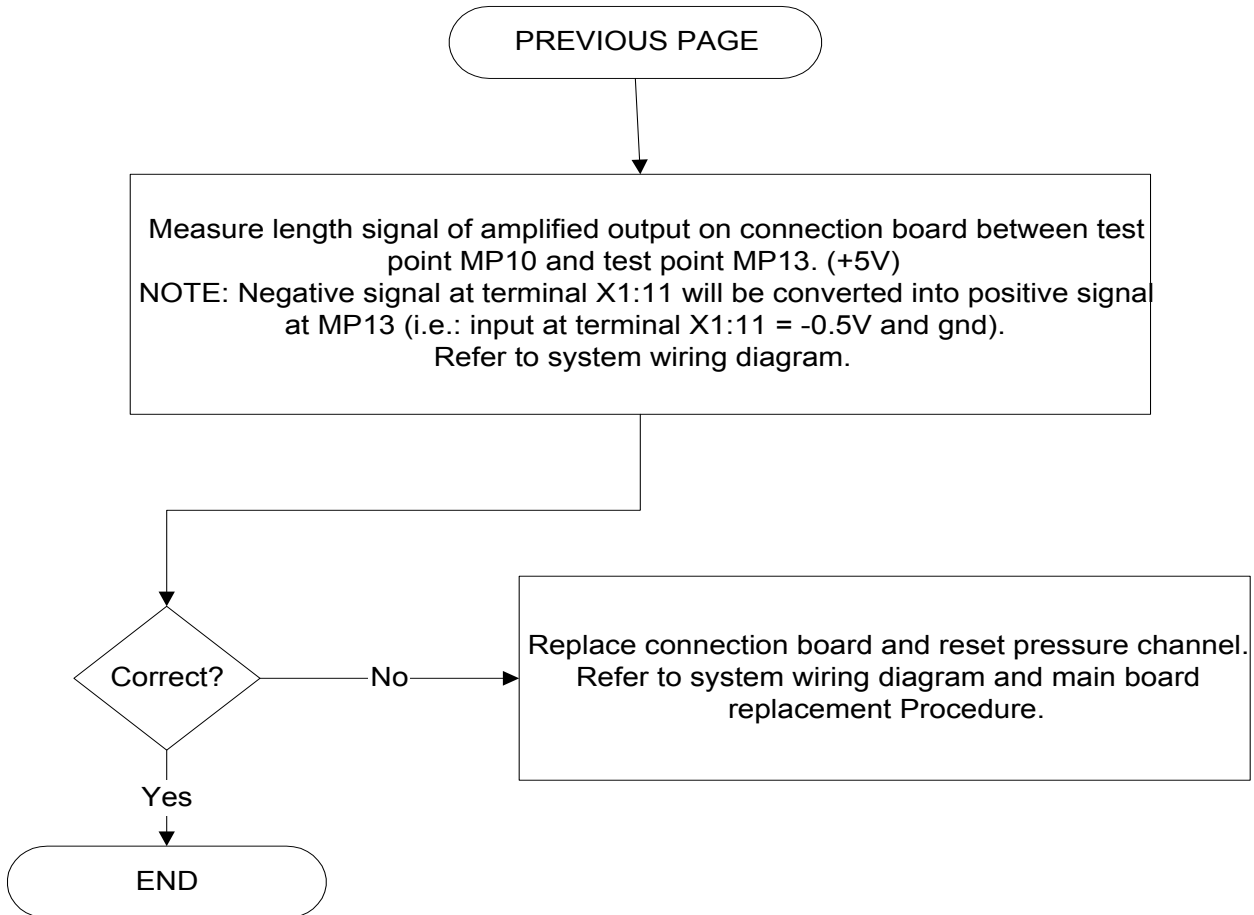 PREVIOUS PAGE
Measure length signal of amplified output on connection board between test
point MP10 and test point MP13. (+5V)
NOTE: Negative signal at terminal X1:11 will be converted into positive signal
at MP13 (i.e.: input at terminal X1:11 = -0.5V and gnd).
Refer to system wiring diagram.
Correct?
No
Replace connection board and reset pressure channel.
Refer to system wiring diagram and main board
replacement Procedure.
Yes
END